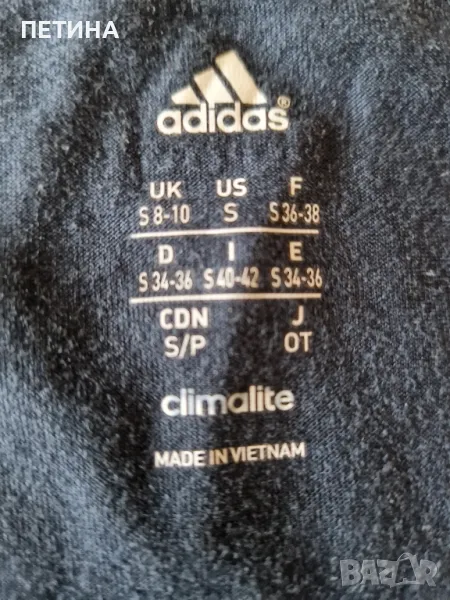 ПЕТИНА
adidas®
UK US F
S 8-10 S S 36-38
D I E
S 34-36 S 40-42 S 34-36
CDN J
S/P OT
climalite
MADE IN VIETNAM
BAZAR